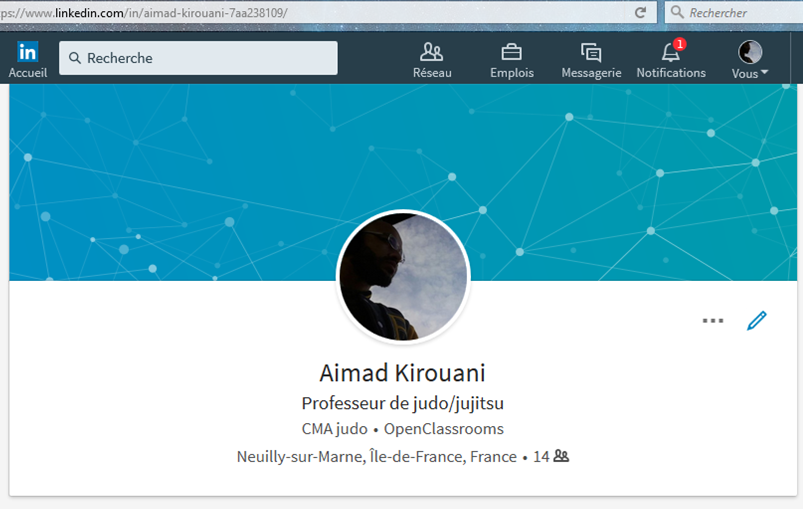 ps://www.linkedin.com/in/aimad-kirouani-7aa238109/
Rechercher
in
Recherche
1
Accueil
Réseau
Emplois
Messagerie
Notifications
Vous
Aimad Kirouani
Professeur de judo/jujitsu
CMA judo • OpenClassrooms
Neuilly-sur-Marne, Île-de-France, France • 14